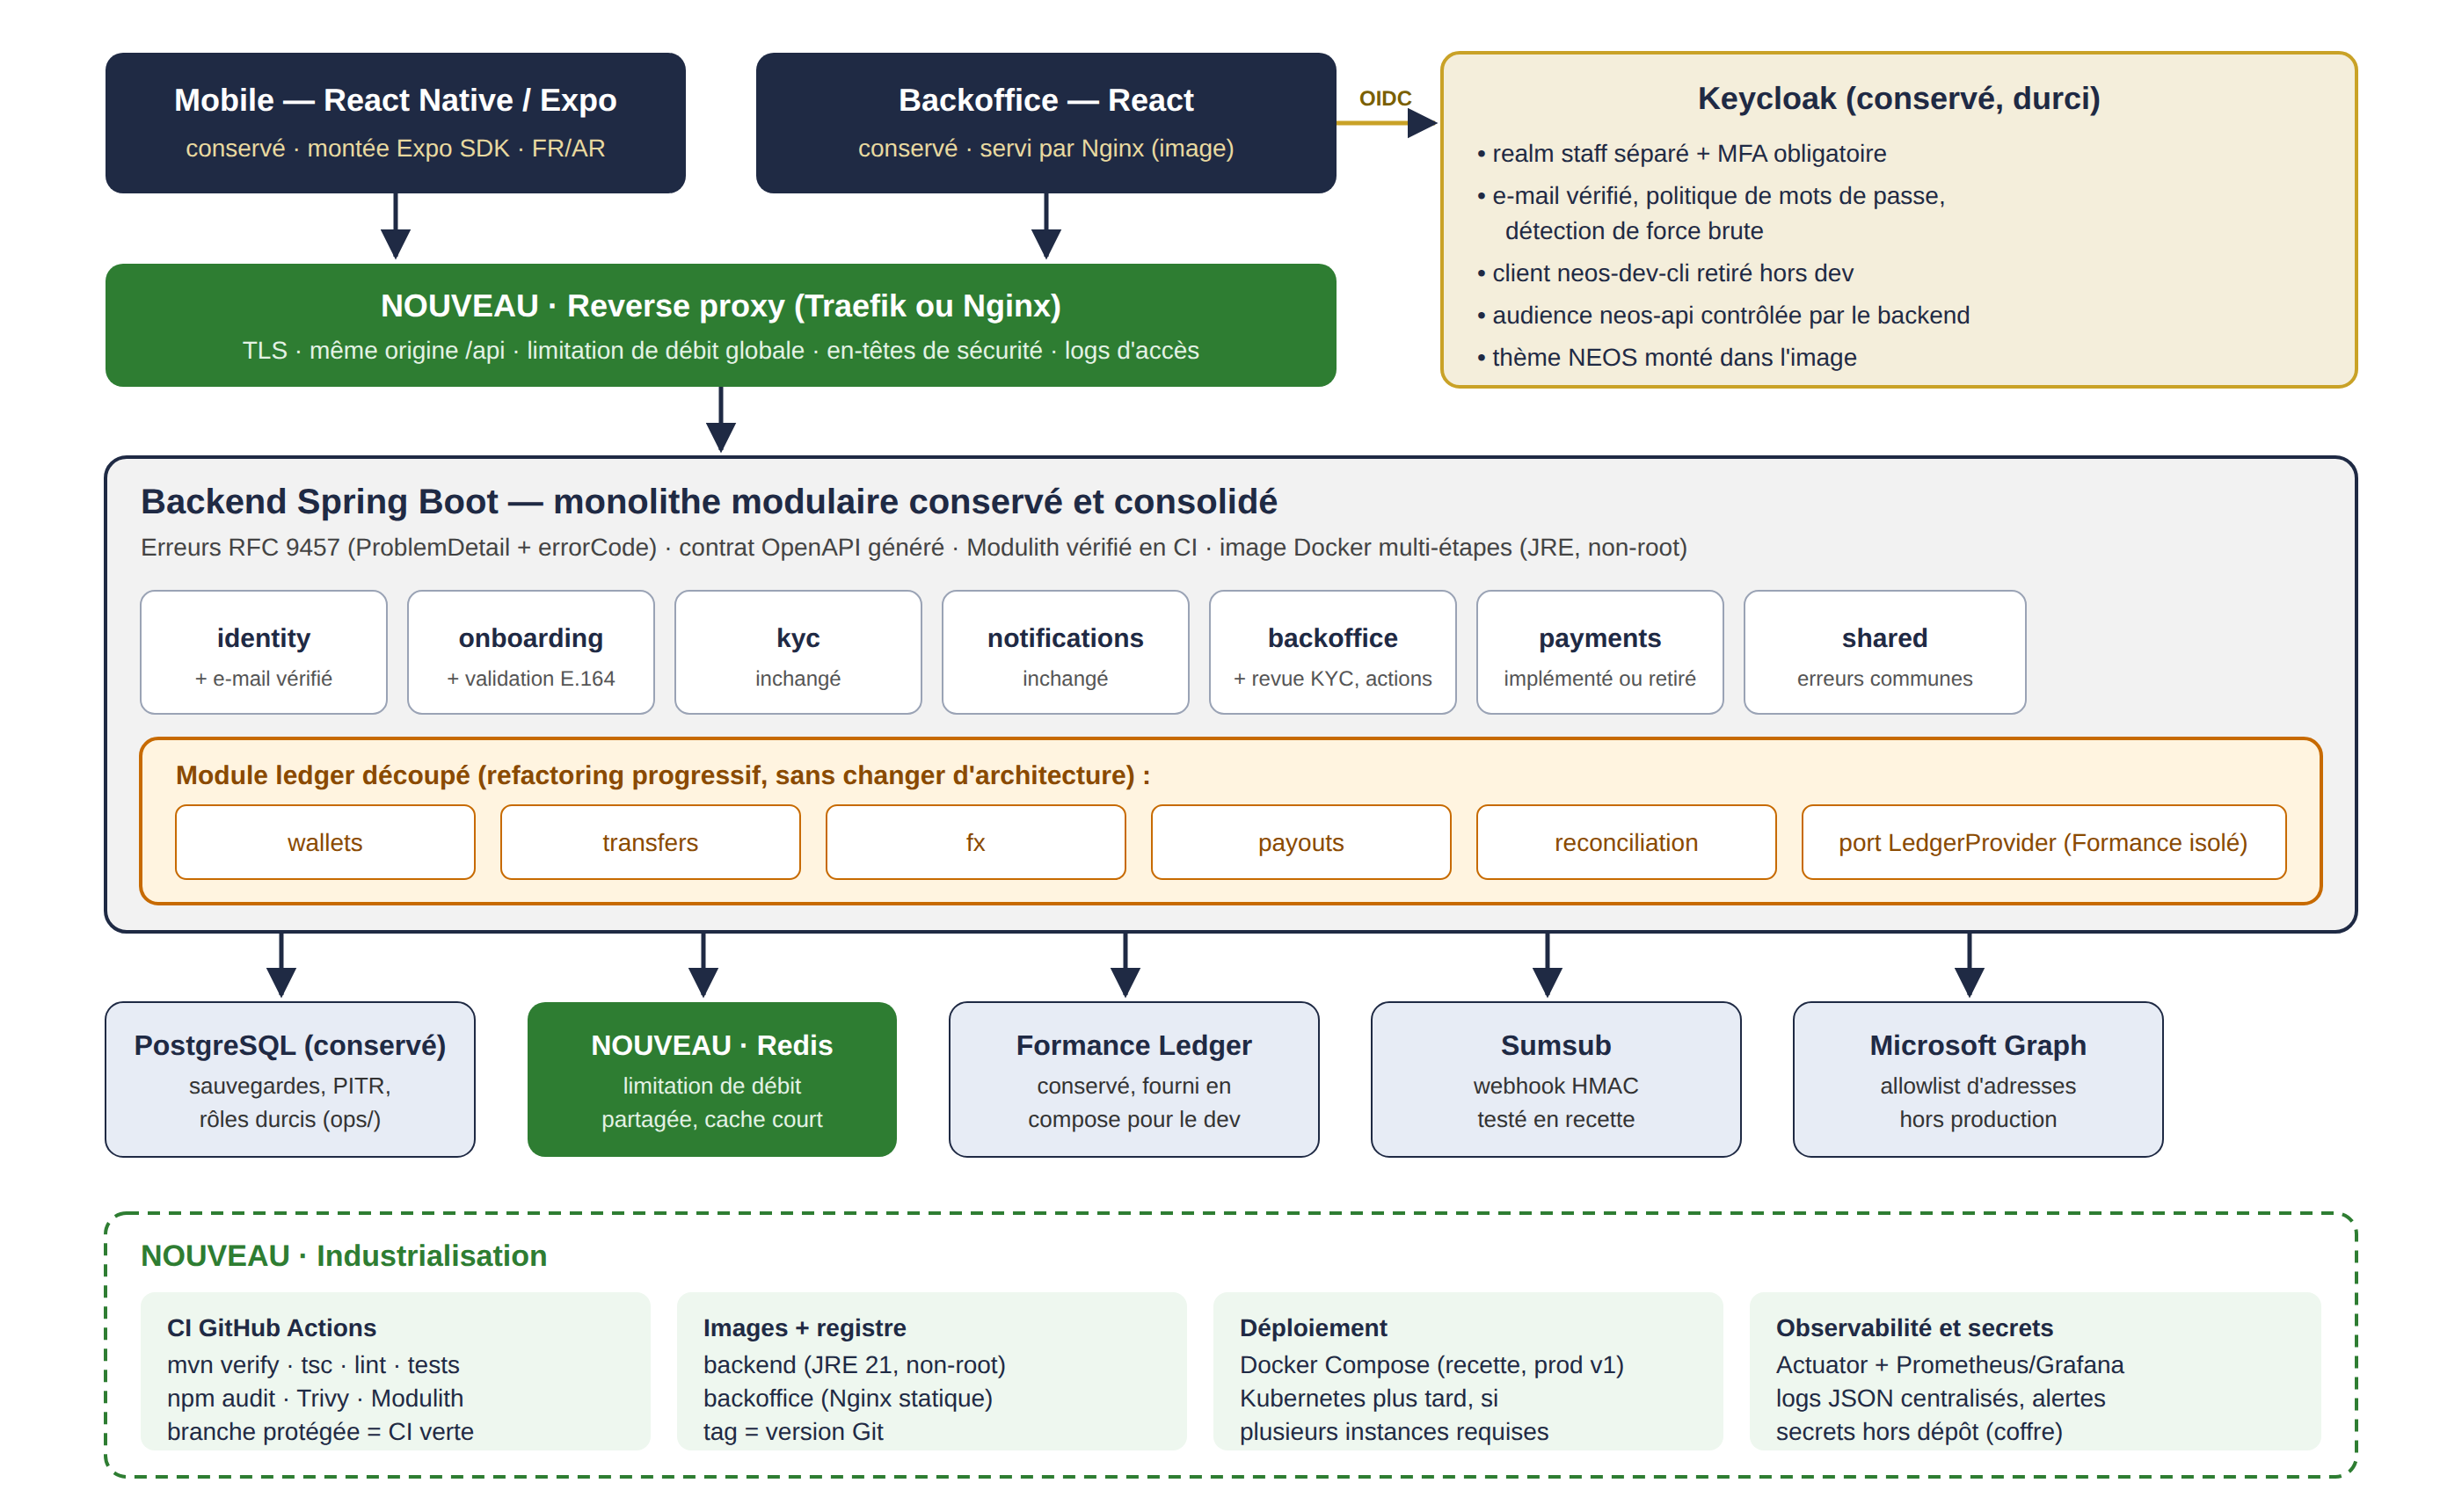 Mobile — React Native / Expo
conservé · montée Expo SDK · FR/AR
Backoffice — React
conservé · servi par Nginx (image)
OIDC
Keycloak (conservé, durci)
• realm staff séparé + MFA obligatoire
• e-mail vérifié, politique de mots de passe,
détection de force brute
• client neos-dev-cli retiré hors dev
• audience neos-api contrôlée par le backend
• thème NEOS monté dans l'image
NOUVEAU · Reverse proxy (Traefik ou Nginx)
TLS · même origine /api · limitation de débit globale · en-têtes de sécurité · logs d'accès
Backend Spring Boot — monolithe modulaire conservé et consolidé
Erreurs RFC 9457 (ProblemDetail + errorCode) · contrat OpenAPI généré · Modulith vérifié en CI · image Docker multi-étapes (JRE, non-root)
identity
+ e-mail vérifié
onboarding
+ validation E.164
kyc
inchangé
notifications
inchangé
backoffice
+ revue KYC, actions
payments
implémenté ou retiré
shared
erreurs communes
Module ledger découpé (refactoring progressif, sans changer d'architecture) :
wallets
transfers
fx
payouts
reconciliation
port LedgerProvider (Formance isolé)
PostgreSQL (conservé)
sauvegardes, PITR,
rôles durcis (ops/)
NOUVEAU · Redis
limitation de débit
partagée, cache court
Formance Ledger
conservé, fourni en
compose pour le dev
Sumsub
webhook HMAC
testé en recette
Microsoft Graph
allowlist d'adresses
hors production
NOUVEAU · Industrialisation
CI GitHub Actions
mvn verify · tsc · lint · tests
npm audit · Trivy · Modulith
branche protégée = CI verte
Images + registre
backend (JRE 21, non-root)
backoffice (Nginx statique)
tag = version Git
Déploiement
Docker Compose (recette, prod v1)
Kubernetes plus tard, si
plusieurs instances requises
Observabilité et secrets
Actuator + Prometheus/Grafana
logs JSON centralisés, alertes
secrets hors dépôt (coffre)